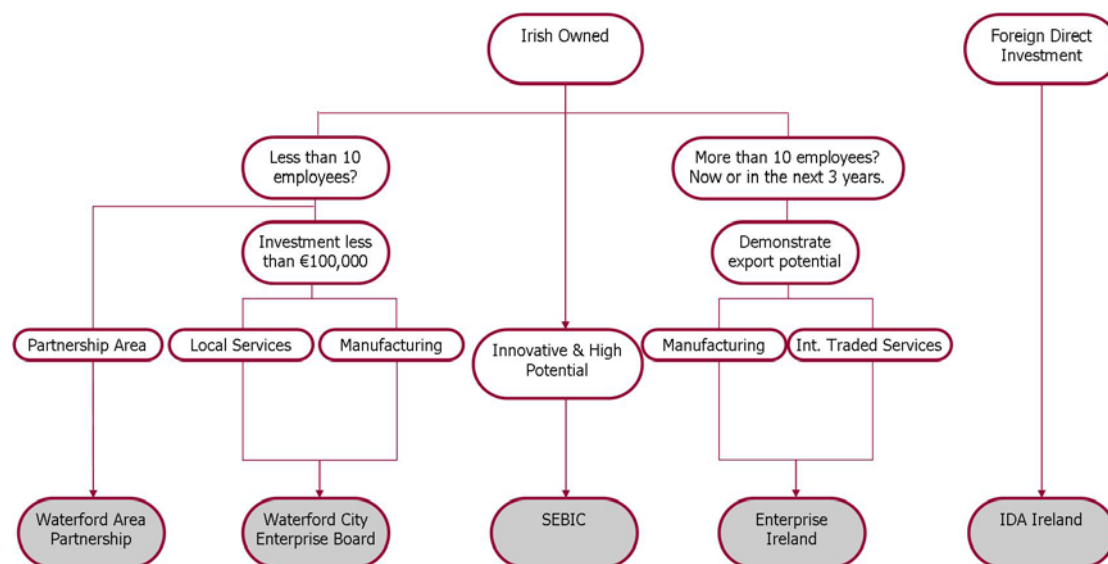 Irish Owned
Foreign Direct
Investment
Less than 10
employees?
More than 10 employees?
Now or in the next 3 years.
Investment less
than €100,000
Demonstrate
export potential
Partnership Area
Local Services
Manufacturing
Innovative & High
Potential
Manufacturing
Int. Traded Services
Waterford Area
Partnership
Waterford City
Enterprise Board
SEBIC
Enterprise
Ireland
IDA Ireland